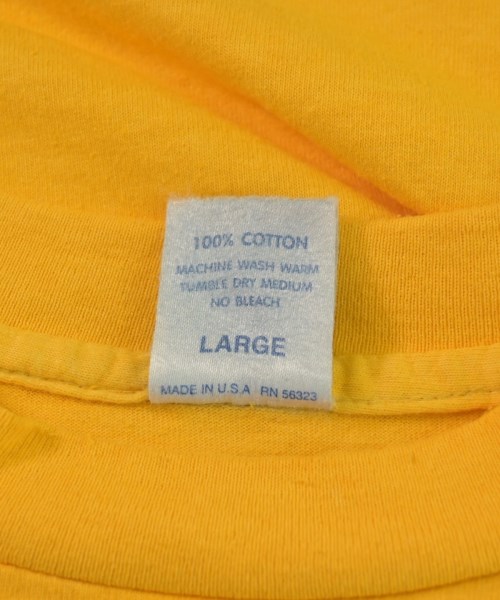 100% COTTON
MACHINE WASH WARM
TUMBLE DRY MEDIUM
NO BLEACH
LARGE
MADE IN U.S.A RN 56323